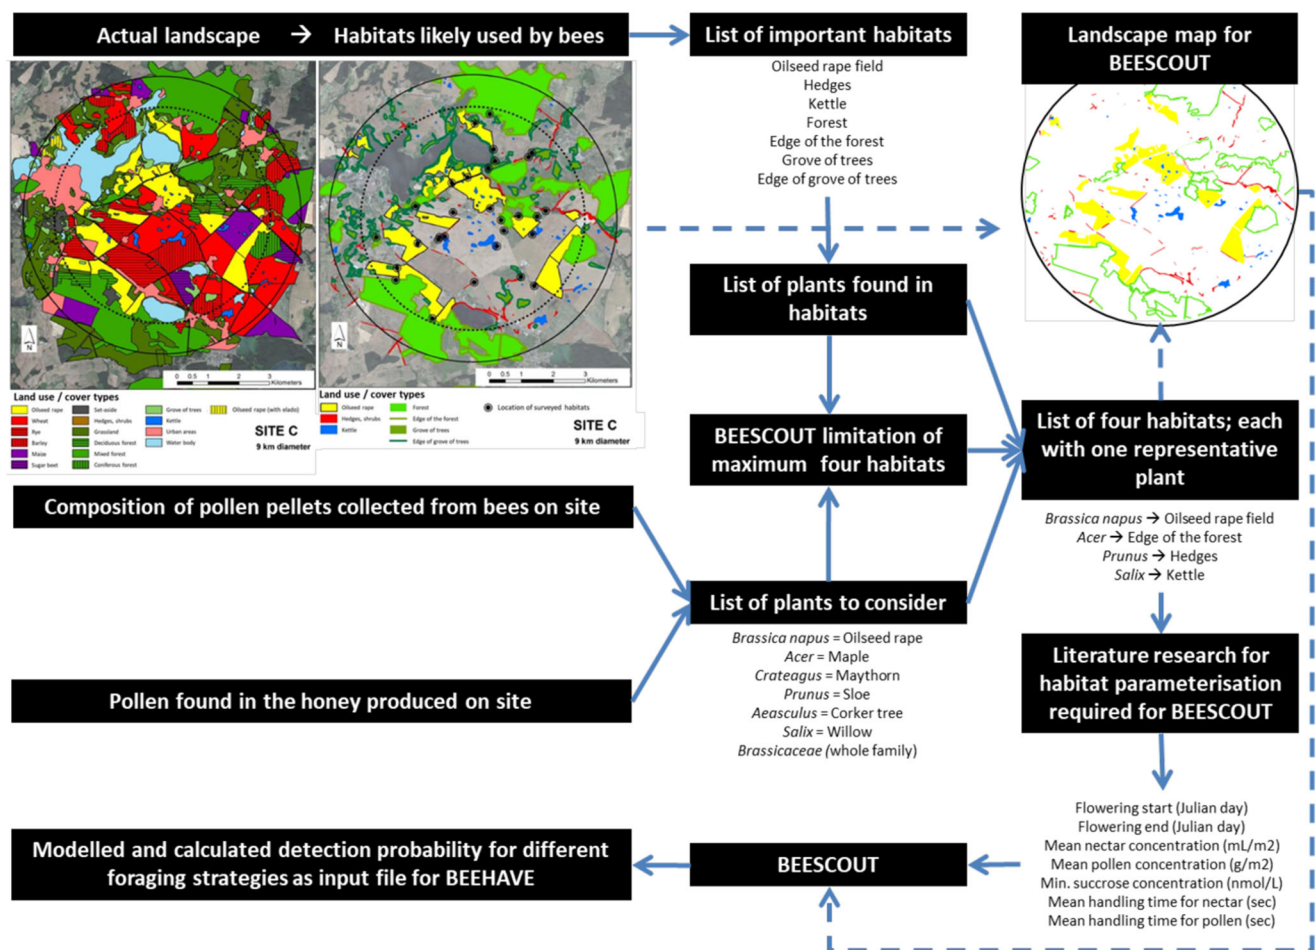 Actual landscape → Habitats likely used by bees
List of important habitats
Oilseed rape field
Hedges
Kettle
Forest
Edge of the forest
Grove of trees
Edge of grove of trees
Landscape map for
BEESCOUT
N
0 0.5 1 2 3
Kilometers
Land use / cover types
Oilseed rape
Wheat
Rye
Barley
Maize
Sugar beet
Set-aside
Hedges, shrubs
Grassland
Deciduous forest
Mixed forest
Coniferous forest
Grove of trees
Kettle
Urban areas
Water body
Oilseed rape (with elado)
SITE C
9 km diameter
N
0 0.5 1 2 3
Kilometers
Land use / cover types
Oilseed rape
Hedges, shrubs
Kettle
Forest
Edge of the forest
Grove of trees
Edge of grove of trees
Location of surveyed habitats
SITE C
9 km diameter
List of plants found in
habitats
BEESCOUT limitation of
maximum four habitats
List of four habitats; each
with one representative
plant
Brassica napus → Oilseed rape field
Acer → Edge of the forest
Prunus → Hedges
Salix → Kettle
Composition of pollen pellets collected from bees on site
Pollen found in the honey produced on site
List of plants to consider
Brassica napus = Oilseed rape
Acer = Maple
Crateagus = Maythorn
Prunus = Sloe
Aeasculus = Corker tree
Salix = Willow
Brassicaceae (whole family)
Literature research for
habitat parameterisation
required for BEESCOUT
Flowering start (Julian day)
Flowering end (Julian day)
Mean nectar concentration (mL/m2)
Mean pollen concentration (g/m2)
Min. succrose concentration (nmol/L)
Mean handling time for nectar (sec)
Mean handling time for pollen (sec)
BEESCOUT
Modelled and calculated detection probability for different
foraging strategies as input file for BEEHAVE